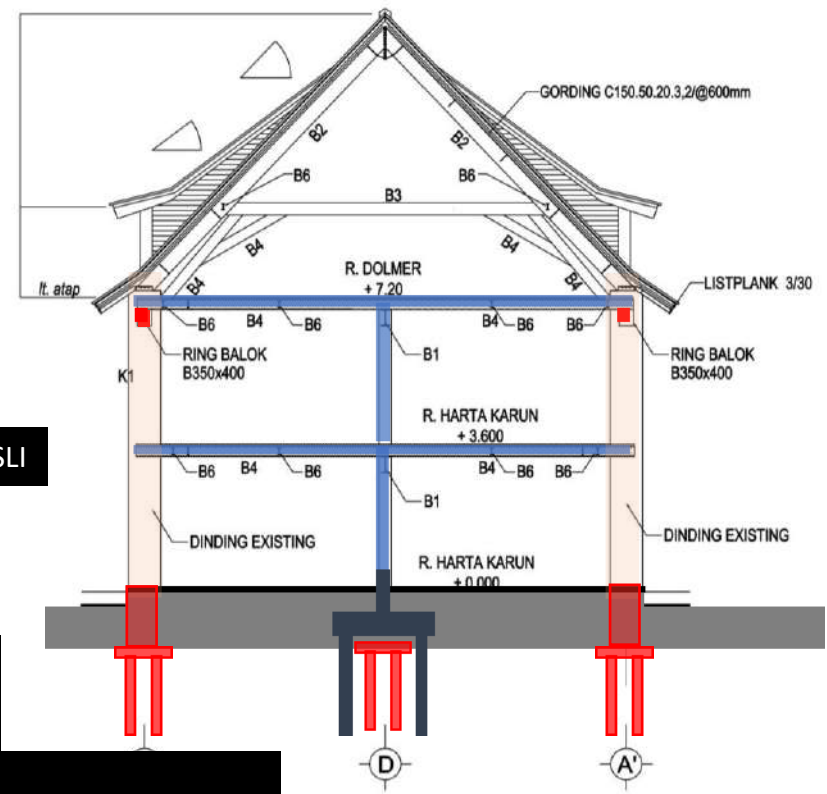 GORDING C150.50.20.3,2/@600mm
B2
B2
B6
B3
B6
B4
B4
R. DOLMER
+ 7.20
lt. atap
B4
B4
LISTPLANK 3/30
B6
B4
B6
B4
B6
B6
RING BALOK
B350x400
B1
RING BALOK
B350x400
K1
R. HARTA KARUN
+ 3.600
SLI
B6
B4
B6
B4
B6
B6
B1
DINDING EXISTING
DINDING EXISTING
R. HARTA KARUN
+ 0.000
D
A'